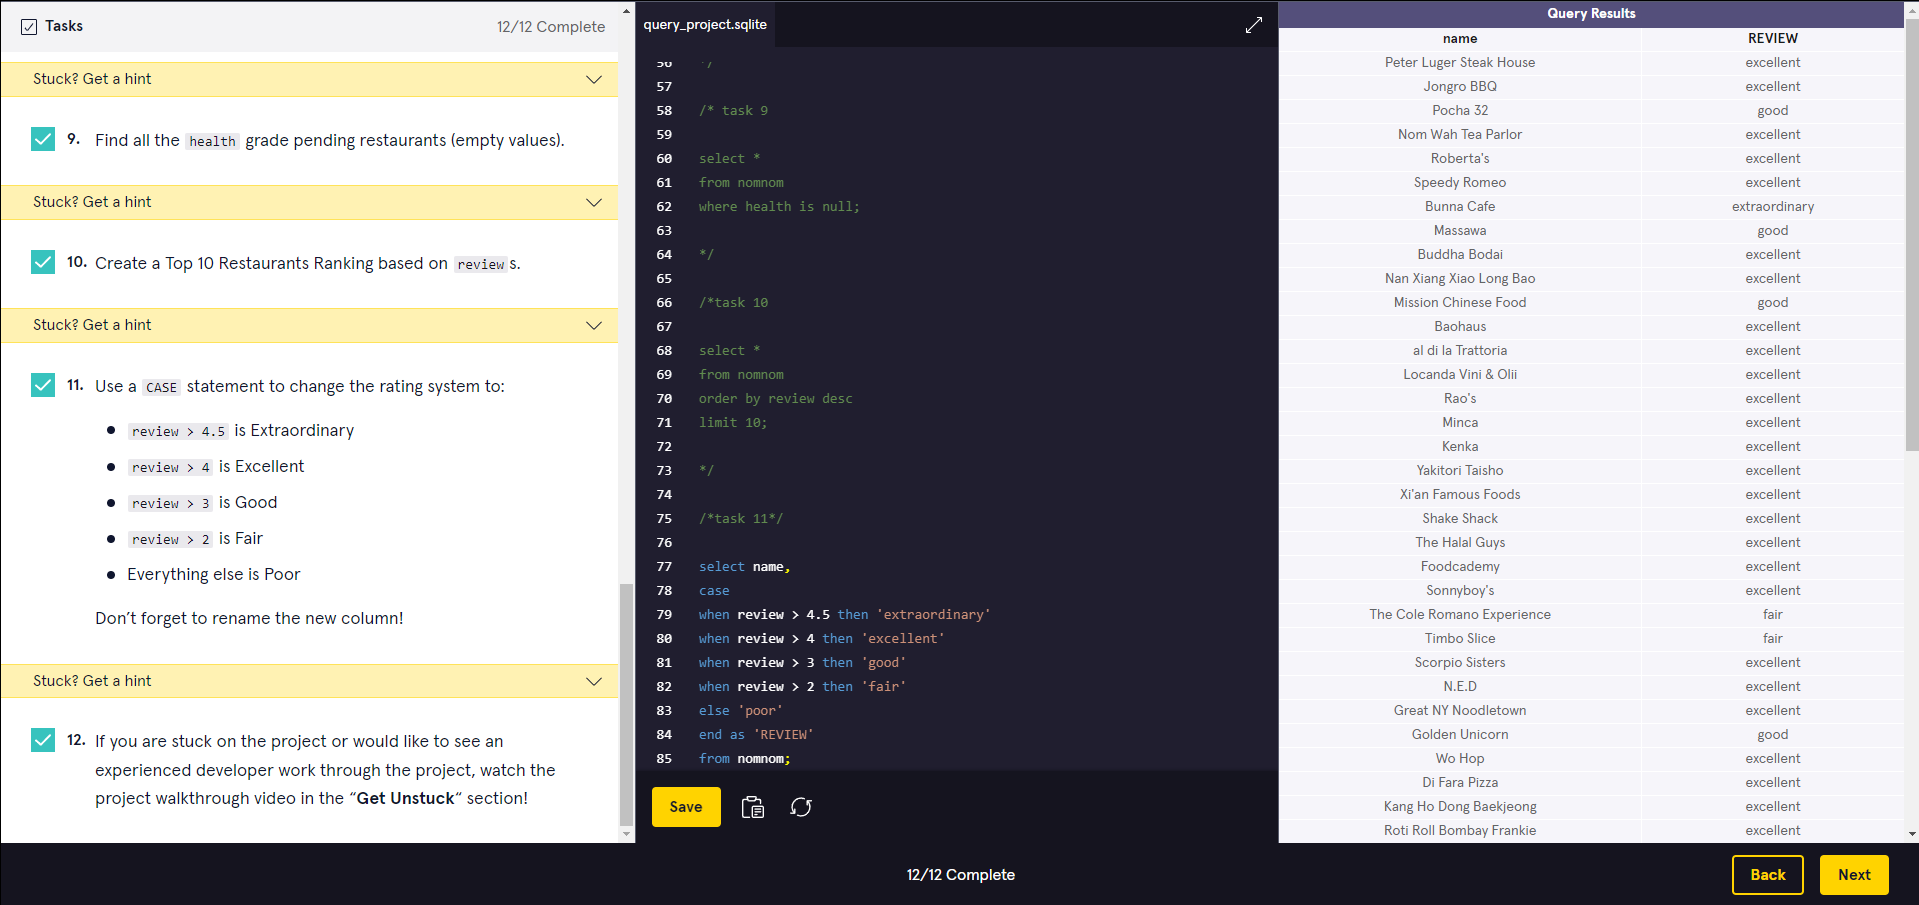 Tasks
12/12 Complete
Stuck? Get a hint
9. Find all the health grade pending restaurants (empty values).
Stuck? Get a hint
10. Create a Top 10 Restaurants Ranking based on reviews.
Stuck? Get a hint
11. Use a CASE statement to change the rating system to:
review > 4.5 is Extraordinary
review > 4 is Excellent
review > 3 is Good
review > 2 is Fair
Everything else is Poor
Don’t forget to rename the new column!
Stuck? Get a hint
12. If you are stuck on the project or would like to see an
experienced developer work through the project, watch the
project walkthrough video in the “Get Unstuck“ section!
query_project.sqlite
56 */
57
58 /* task 9
59
60 select *
61 from nomnom
62 where health is null;
63
64 */
65
66 /*task 10
67
68 select *
69 from nomnom
70 order by review desc
71 limit 10;
72
73 */
74
75 /*task 11*/
76
77 select name,
78 case
79 when review > 4.5 then 'extraordinary'
80 when review > 4 then 'excellent'
81 when review > 3 then 'good'
82 when review > 2 then 'fair'
83 else 'poor'
84 end as 'REVIEW'
85 from nomnom;
Save
Query Results
name REVIEW
Peter Luger Steak House excellent
Jongro BBQ excellent
Pocha 32 good
Nom Wah Tea Parlor excellent
Roberta's excellent
Speedy Romeo excellent
Bunna Cafe extraordinary
Massawa good
Buddha Bodai excellent
Nan Xiang Xiao Long Bao excellent
Mission Chinese Food good
Baohaus excellent
al di la Trattoria excellent
Locanda Vini & Olii excellent
Rao's excellent
Minca excellent
Kenka excellent
Yakitori Taisho excellent
Xi'an Famous Foods excellent
Shake Shack excellent
The Halal Guys excellent
Foodcademy excellent
Sonnyboy's excellent
The Cole Romano Experience fair
Timbo Slice fair
Scorpio Sisters excellent
N.E.D excellent
Great NY Noodletown excellent
Golden Unicorn good
Wo Hop excellent
Di Fara Pizza excellent
Kang Ho Dong Baekjeong excellent
Roti Roll Bombay Frankie excellent
12/12 Complete
Back
Next